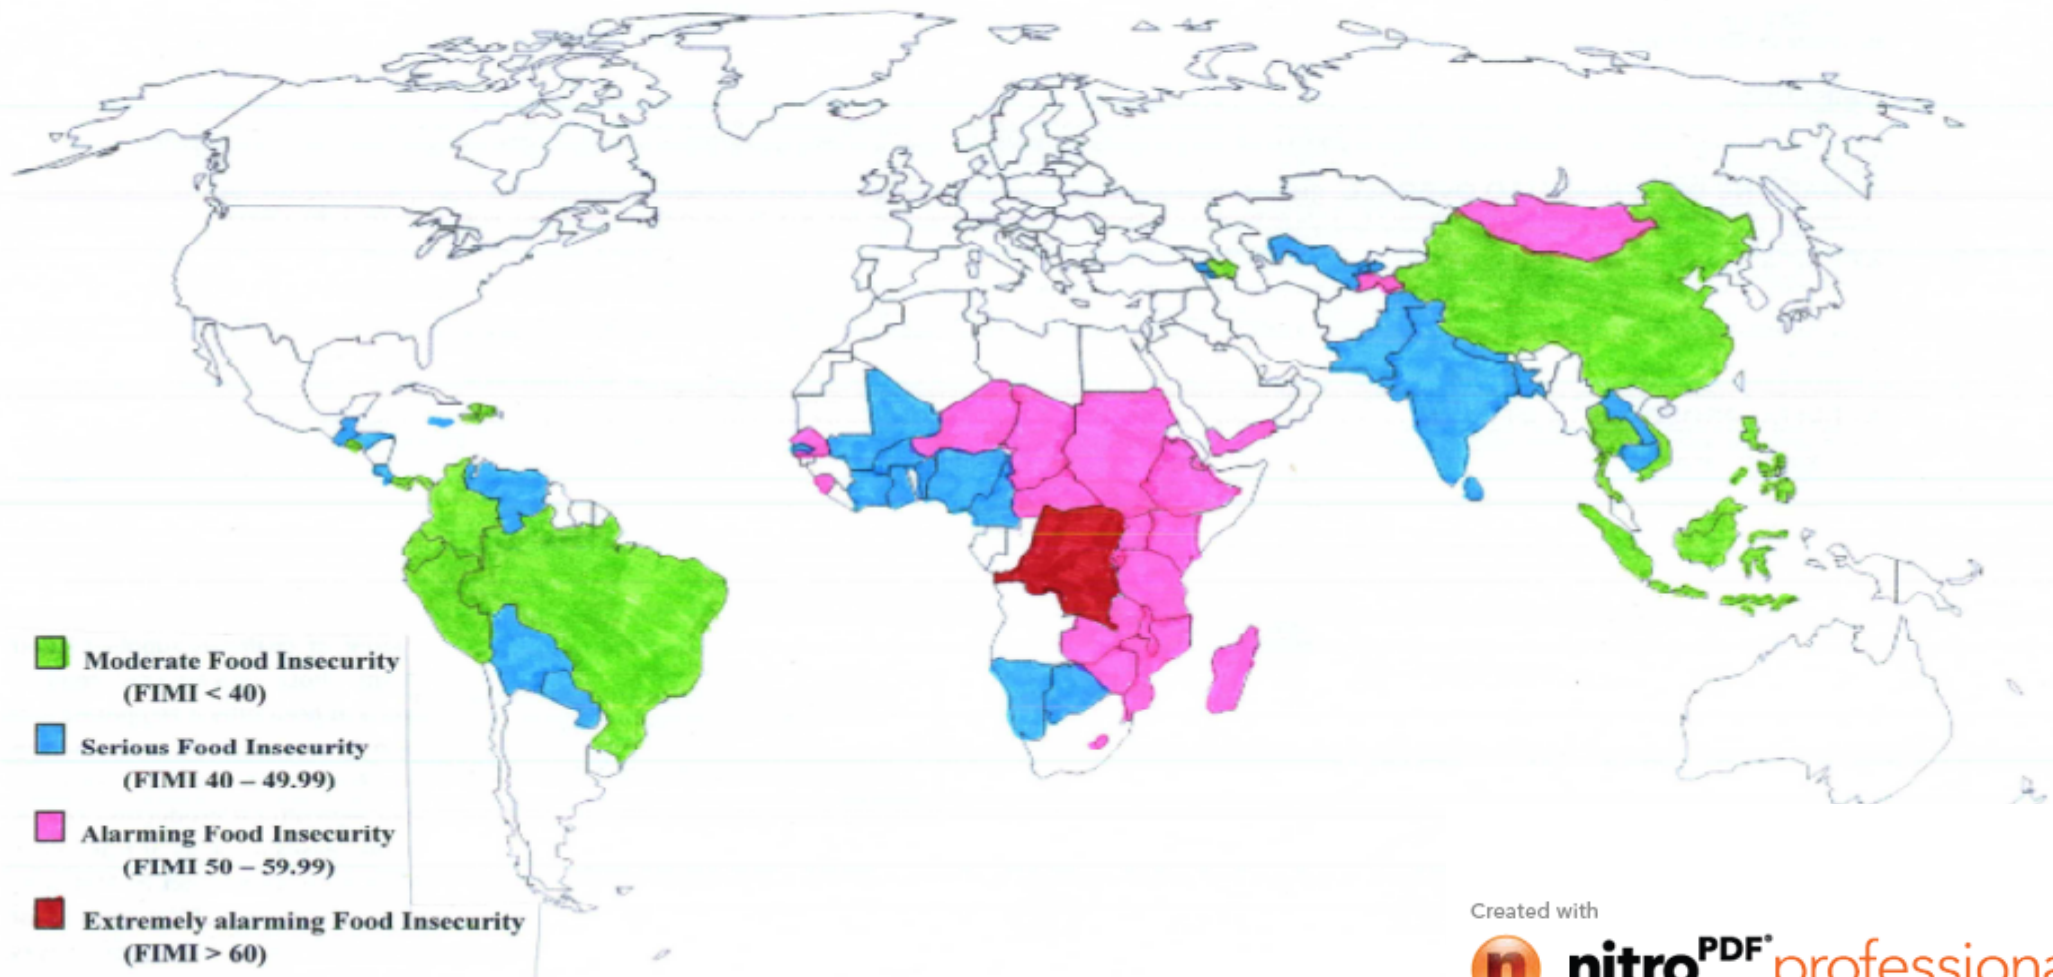 Moderate Food Insecurity
(FIMI < 40)
Serious Food Insecurity
(FIMI 40 – 49.99)
Alarming Food Insecurity
(FIMI 50 – 59.99)
Extremely alarming Food Insecurity
(FIMI > 60)
Created with
n nitroPDF® professiona